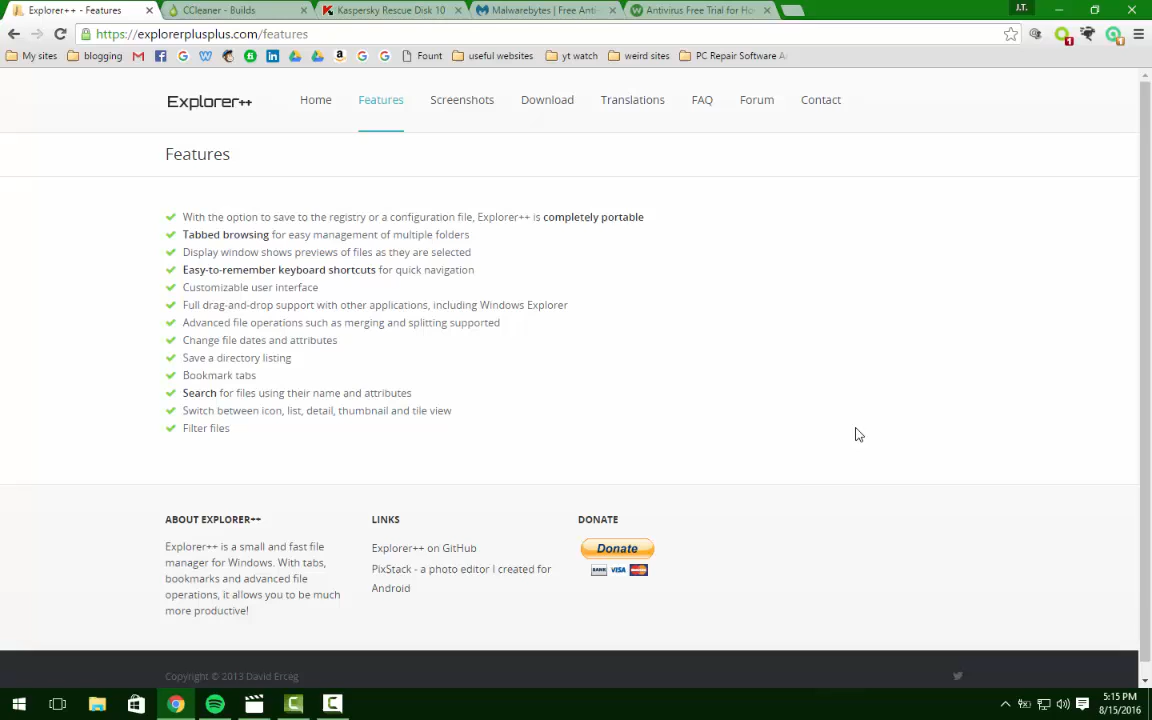 Explorer++ - Features
CCleaner - Builds
Kaspersky Rescue Disk 10
Malwarebytes | Free Anti-
Antivirus Free Trial for Ho
J.T.
https://explorerplusplus.com/features
1
1
My sites
blogging
Fount
useful websites
yt watch
weird sites
PC Repair Software A
Explorer++
Home
Features
Screenshots
Download
Translations
FAQ
Forum
Contact
Features
With the option to save to the registry or a configuration file, Explorer++ is completely portable
Tabbed browsing for easy management of multiple folders
Display window shows previews of files as they are selected
Easy-to-remember keyboard shortcuts for quick navigation
Customizable user interface
Full drag-and-drop support with other applications, including Windows Explorer
Advanced file operations such as merging and splitting supported
Change file dates and attributes
Save a directory listing
Bookmark tabs
Search for files using their name and attributes
Switch between icon, list, detail, thumbnail and tile view
Filter files
ABOUT EXPLORER++
Explorer++ is a small and fast file
manager for Windows. With tabs,
bookmarks and advanced file
operations, it allows you to be much
more productive!
LINKS
Explorer++ on GitHub
PixStack - a photo editor I created for
Android
DONATE
Donate
VISA
Copyright © 2013 David Erceg
5:15 PM
8/15/2016